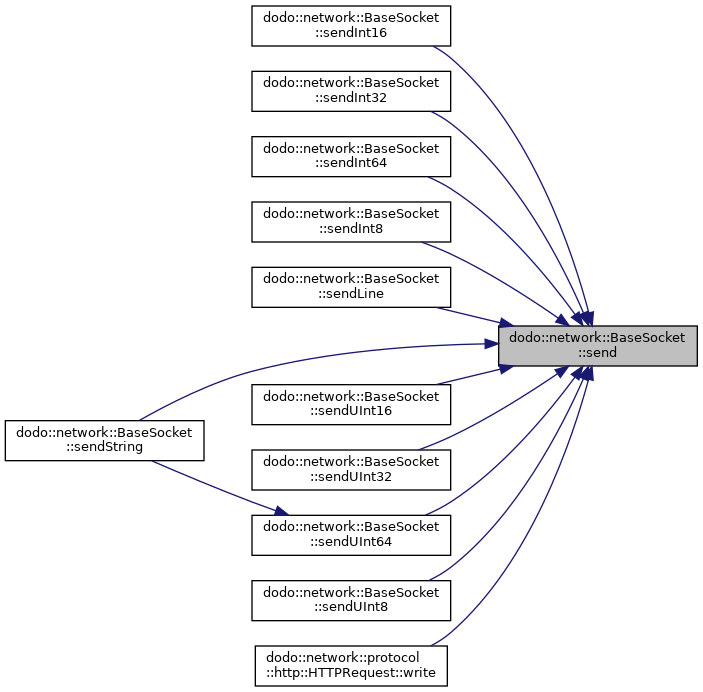 dodo::network::BaseSocket
::sendInt16
dodo::network::BaseSocket
::sendInt32
dodo::network::BaseSocket
::sendInt64
dodo::network::BaseSocket
::sendInt8
dodo::network::BaseSocket
::sendLine
dodo::network::BaseSocket
::send
dodo::network::BaseSocket
::sendUInt16
dodo::network::BaseSocket
::sendString
dodo::network::BaseSocket
::sendUInt32
dodo::network::BaseSocket
::sendUInt64
dodo::network::BaseSocket
::sendUInt8
dodo::network::protocol
::http::HTTPRequest::write